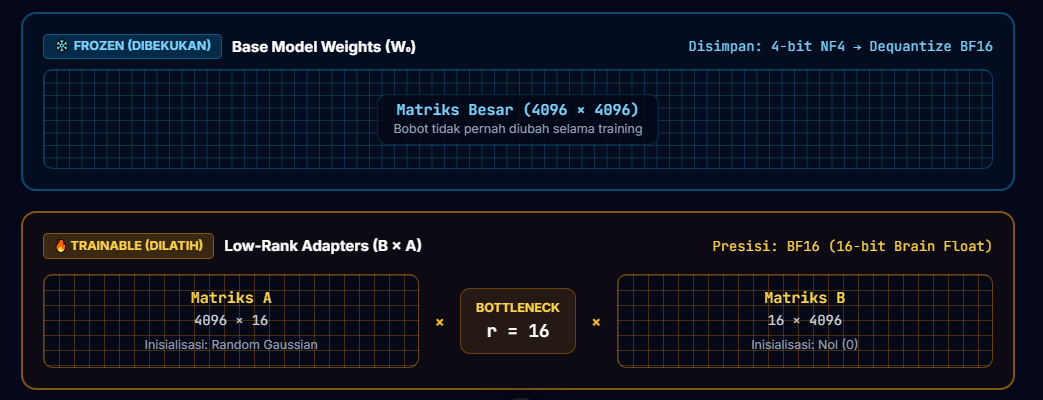 FROZEN (DIBEKUKAN) Base Model Weights (W₀) Disimpan: 4-bit NF4 → Dequantize BF16
Matriks Besar (4096 × 4096)
Bobot tidak pernah diubah selama training
TRAINABLE (DILATIH) Low-Rank Adapters (B × A) Presisi: BF16 (16-bit Brain Float)
Matriks A
4096 × 16
Inisialisasi: Random Gaussian
×
BOTTLENECK
r = 16
×
Matriks B
16 × 4096
Inisialisasi: Nol (0)